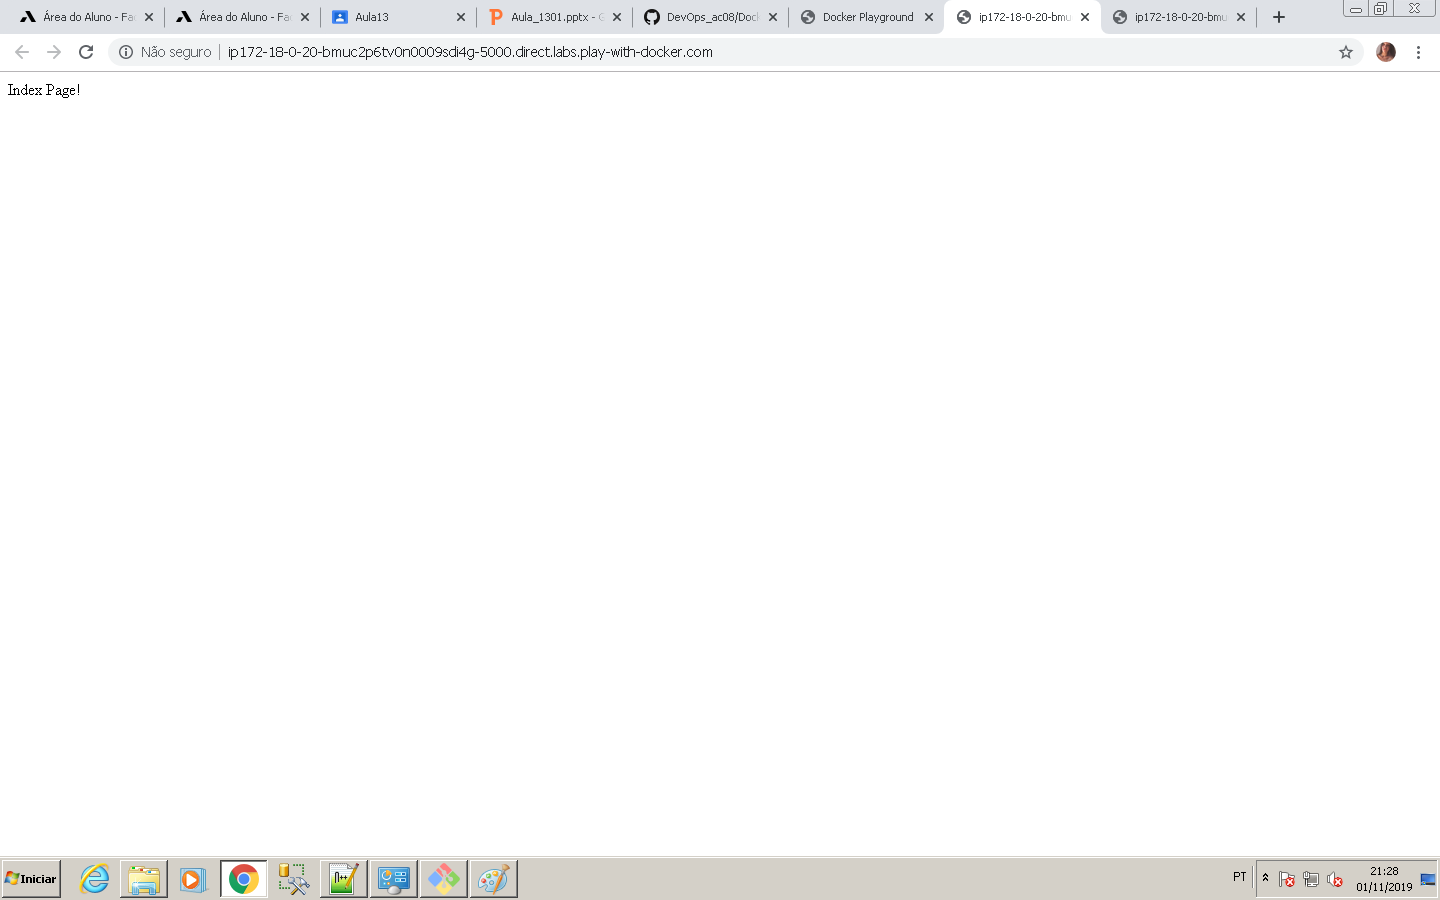 Área do Aluno - Fa
Área do Aluno - Fa
Aula13
Aula_1301.pptx - G
DevOps_ac08/Dock
Docker Playground
ip172-18-0-20-bmu
ip172-18-0-20-bmu
Não seguro
ip172-18-0-20-bmuc2p6tv0n0009sdi4g-5000.direct.labs.play-with-docker.com
Index Page!
Iniciar
PT
21:28
01/11/2019